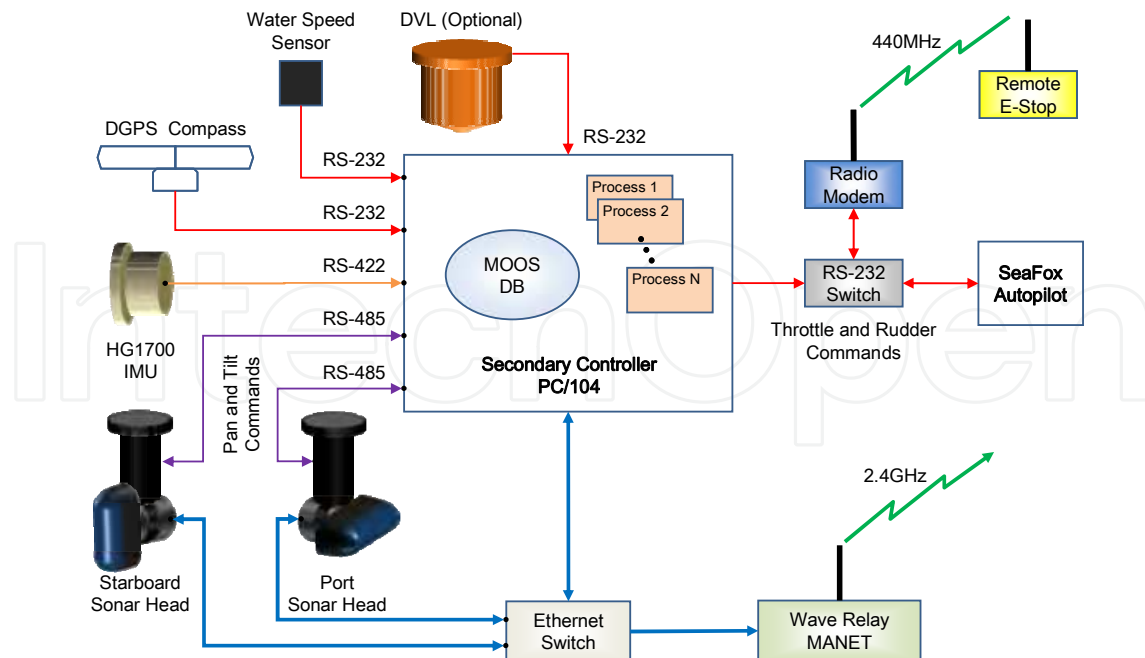 Water Speed
Sensor
DVL (Optional)
440MHz
Remote
E-Stop
DGPS Compass
RS-232
RS-232
RS-232
RS-422
RS-485
RS-485
Process 1
Process 2
Process N
MOOS
DB
Secondary Controller
PC/104
Radio
Modem
RS-232
Switch
SeaFox
Autopilot
Throttle and Rudder
Commands
HG1700
IMU
Pan and Tilt
Commands
2.4GHz
Starboard
Sonar Head
Port
Sonar Head
Ethernet
Switch
Wave Relay
MANET
IntechOpen